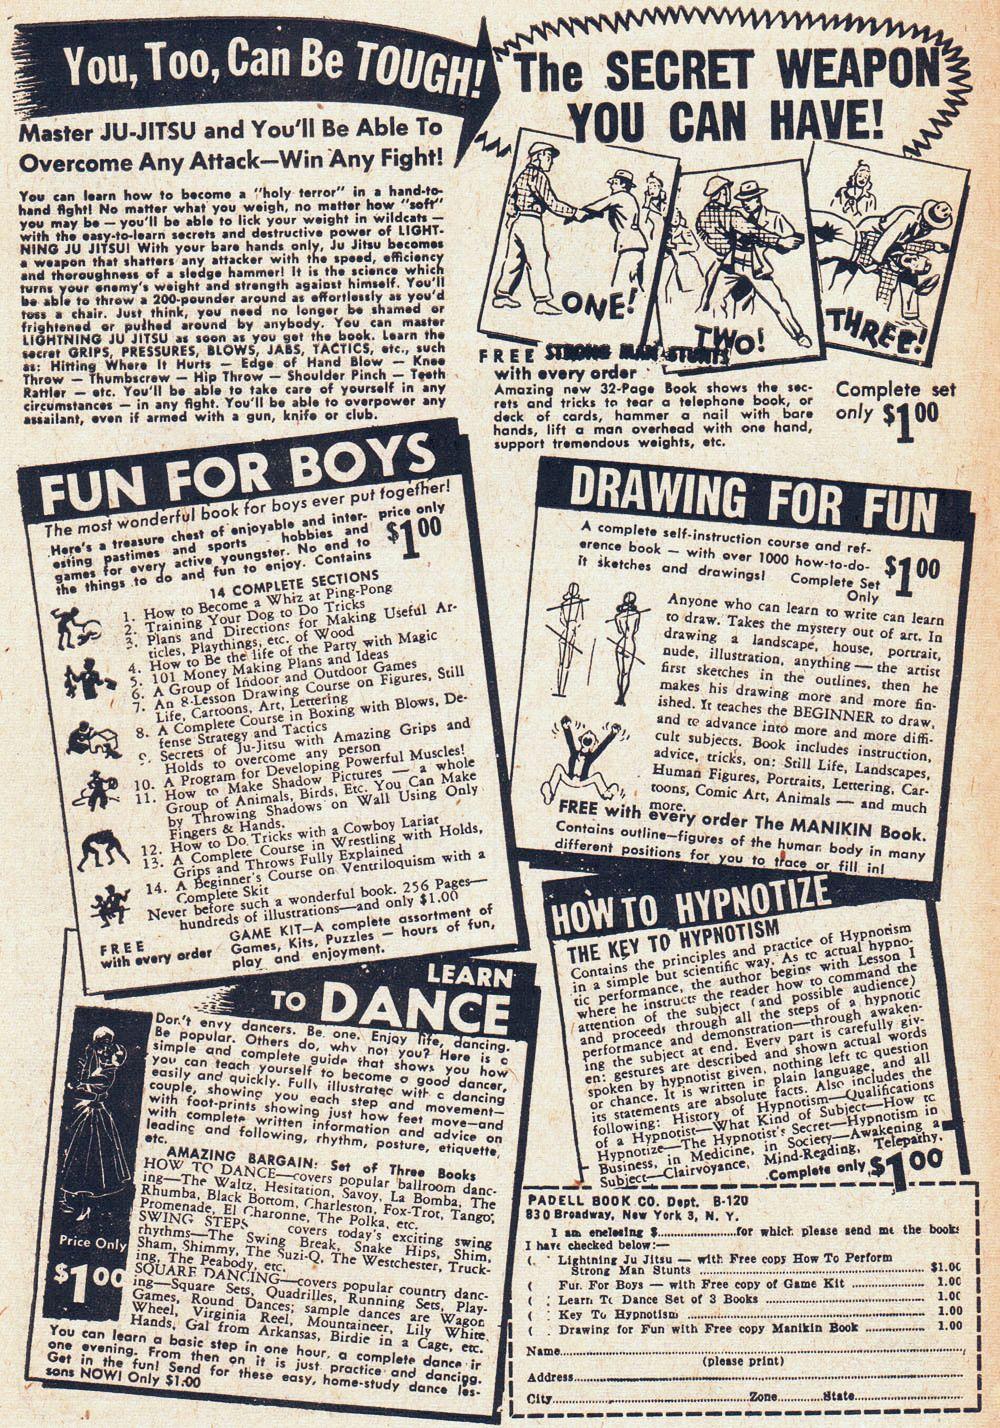 You, Too, Can Be TOUGH!
Master JU-JITSU and You'll Be Able To
Overcome Any Attack—Win Any Fight!
You can learn how to become a "holy terror" in a hand-to-
hand fight! No matter what you weigh, no matter how "soft"
you may be — you'll be able to lick your weight in wildcats —
with the easy-to-learn secrets and destructive power of LIGHT-
NING JU JITSU! With your bare hands only, Ju Jitsu becomes
a weapon that shatters any attacker with the speed, efficiency
and thoroughness of a sledge hammer! It is the science which
turns your enemy's weight and strength against himself. You'll
be able to throw a 200-pounder around as effortlessly as you'd
toss a chair. Just think, you need no longer be shamed or
frightened or pushed around by anybody. You can master
LIGHTNING JU JITSU as soon as you get the book. Learn the
secret GRIPS, PRESSURES, BLOWS, JABS, TACTICS, etc., such
as: Hitting Where It Hurts — Edge of Hand Blow — Knee
Throw — Thumbscrew — Hip Throw — Shoulder Pinch — Teeth
Rattler — etc. You'll be able to take care of yourself in any
circumstances — in any fight. You'll be able to overpower any
assailant, even if armed with a gun, knife or club.
The SECRET WEAPON
YOU CAN HAVE!
ONE!
TWO!
THREE!
FREE STRONG MAN STUNTS
with every order
Amazing new 32-Page Book shows the sec-
rets and tricks to tear a telephone book, or
deck of cards, hammer a nail with bare
hands, lift a man overhead with one hand,
support tremendous weights, etc.
Complete set
only $1.00
FUN FOR BOYS
The most wonderful book for boys ever put together!
Here's a treasure chest of enjoyable and inter-
esting pastimes and sports - hobbies and
games for every active youngster. No end to
the things to do and fun to enjoy. Contains
price only
$1.00
14 COMPLETE SECTIONS
1. How to Become a Whiz at Ping-Pong
2. Training Your Dog to Do Tricks
3. Plans and Directions for Making Useful Ar-
ticles, Playthings, etc. of Wood
4. How to Be the life of the Party with Magic
5. 101 Money Making Plans and Ideas
6. A Group of Indoor and Outdoor Games
7. An 8-Lesson Drawing Course on Figures, Still
Life, Cartoons, Art, Lettering
8. A Complete Course in Boxing with Blows, De-
fense Strategy and Tactics
9. Secrets of Ju-Jitsu with Amazing Grips and
Holds to overcome any person
10. A Program for Developing Powerful Muscles!
11. How to Make Shadow Pictures — a whole
Group of Animals, Birds, Etc. You Can Make
by Throwing Shadows on Wall Using Only
Fingers & Hands.
12. How to Do Tricks with a Cowboy Lariat
13. A Complete Course in Wrestling with Holds,
Grips and Throws Fully Explained
14. A Beginner's Course on Ventriloquism with a
Complete Skit
Never before such a wonderful book. 256 Pages—
hundreds of illustrations—and only $1.00
FREE
with every order
GAME KIT—A complete assortment of
Games, Kits, Puzzles — hours of fun,
play and enjoyment.
DRAWING FOR FUN
A complete self-instruction course and ref-
erence book — with over 1000 how-to-do-
it sketches and drawings!
Complete Set
Only
$1.00
Anyone who can learn to write can learn
to draw. Takes the mystery out of art. In
drawing a landscape, house, portrait,
nude, illustration, anything — the artist
first sketches in the outlines, then he
makes his drawing more and more fin-
ished. It teaches the BEGINNER to draw,
and to advance into more and more diffi-
cult subjects. Book includes instruction,
advice, tricks, on: Still Life, Landscapes,
Human Figures, Portraits, Lettering, Car-
toons, Comic Art, Animals — and much
more.
FREE with every order The MANIKIN Book.
Contains outline-figures of the human body in many
different positions for you to trace or fill in!
HOW TO HYPNOTIZE
THE KEY TO HYPNOTISM
Contains the principles and practice of Hypnotism
in a simple but scientific way. As to actual hypno-
tic performance, the author begins with Lesson I
where he instructs the reader how to command the
attention of the subject (and possible audience)
and proceeds through all the steps of a hypnotic
performance and demonstration—through awaken-
ing the subject at end. Every part is carefully giv-
en: gestures are described and shown actual words
spoken by hypnotist given, nothing left to question
or chance. It is written in plain language, and all
its statements are absolute facts. Also includes the
following: History of Hypnotism—Qualifications
of a Hypnotist—What Kind of Subject—How to
Hypnotize—The Hypnotist's Secret—Hypnotism in
Business, in Medicine, in Society—Awakening a
Subject—Clairvoyance, Mind-Reading, Telepathy.
Complete only $1.00
LEARN
TO DANCE
Don't envy dancers. Be one. Enjoy life, dancing.
Be popular. Others do, why not you? Here is a
simple and complete guide that shows you how
you can teach yourself to become a good dancer,
easily and quickly. Fully illustrated with a dancing
couple, showing you each step and movement—
with foot-prints showing just how feet move—and
with complete written information and advice on
leading and following, rhythm, posture, etiquette,
etc.
AMAZING BARGAIN: Set of Three Books
HOW TO DANCE—covers popular ballroom danc-
ing—The Waltz, Hesitation, Savoy, La Bomba, The
Rhumba, Black Bottom, Charleston, Fox-Trot, Tango,
Promenade, El Charonne, The Polka, etc.
SWING STEPS covers today's exciting swing
rhythms—The Swing Break, Snake Hips, Shim,
Sham, Shimmy, The Suzi-Q, The Westchester, Truck-
ing, The Peabody, etc.
SQUARE DANCING—covers popular country danc-
ing—Square Sets, Quadrilles, Running Sets, Play-
Games, Round Dances; sample dances are Wagon
Wheel, Virginia Reel, Mountaineer, Lily White,
Hands, Gal from Arkansas, Birdie in a Cage, etc.
Price Only
$1.00
You can learn a basic step in one hour, a complete dance in
one evening. From then on it is just practice and dancing.
Get in the fun! Send for these easy, home-study dance les-
sons NOW! Only $1.00
PADELL BOOK CO. Dept. B-120
830 Broadway, New York 3, N. Y.
I am enclosing $..............for which please send me the books
I have checked below:—
( ) Lightning Ju Jitsu — with Free copy How To Perform
Strong Man Stunts .............. $1.00
( ) Fun For Boys — with Free copy of Game Kit .............. 1.00
( ) Learn To Dance Set of 3 Books .............. 1.00
( ) Key To Hypnotism .............. 1.00
( ) Drawing for Fun with Free copy Manikin Book .............. 1.00
Name..............
(please print)
Address..............
City..............Zone........State..............